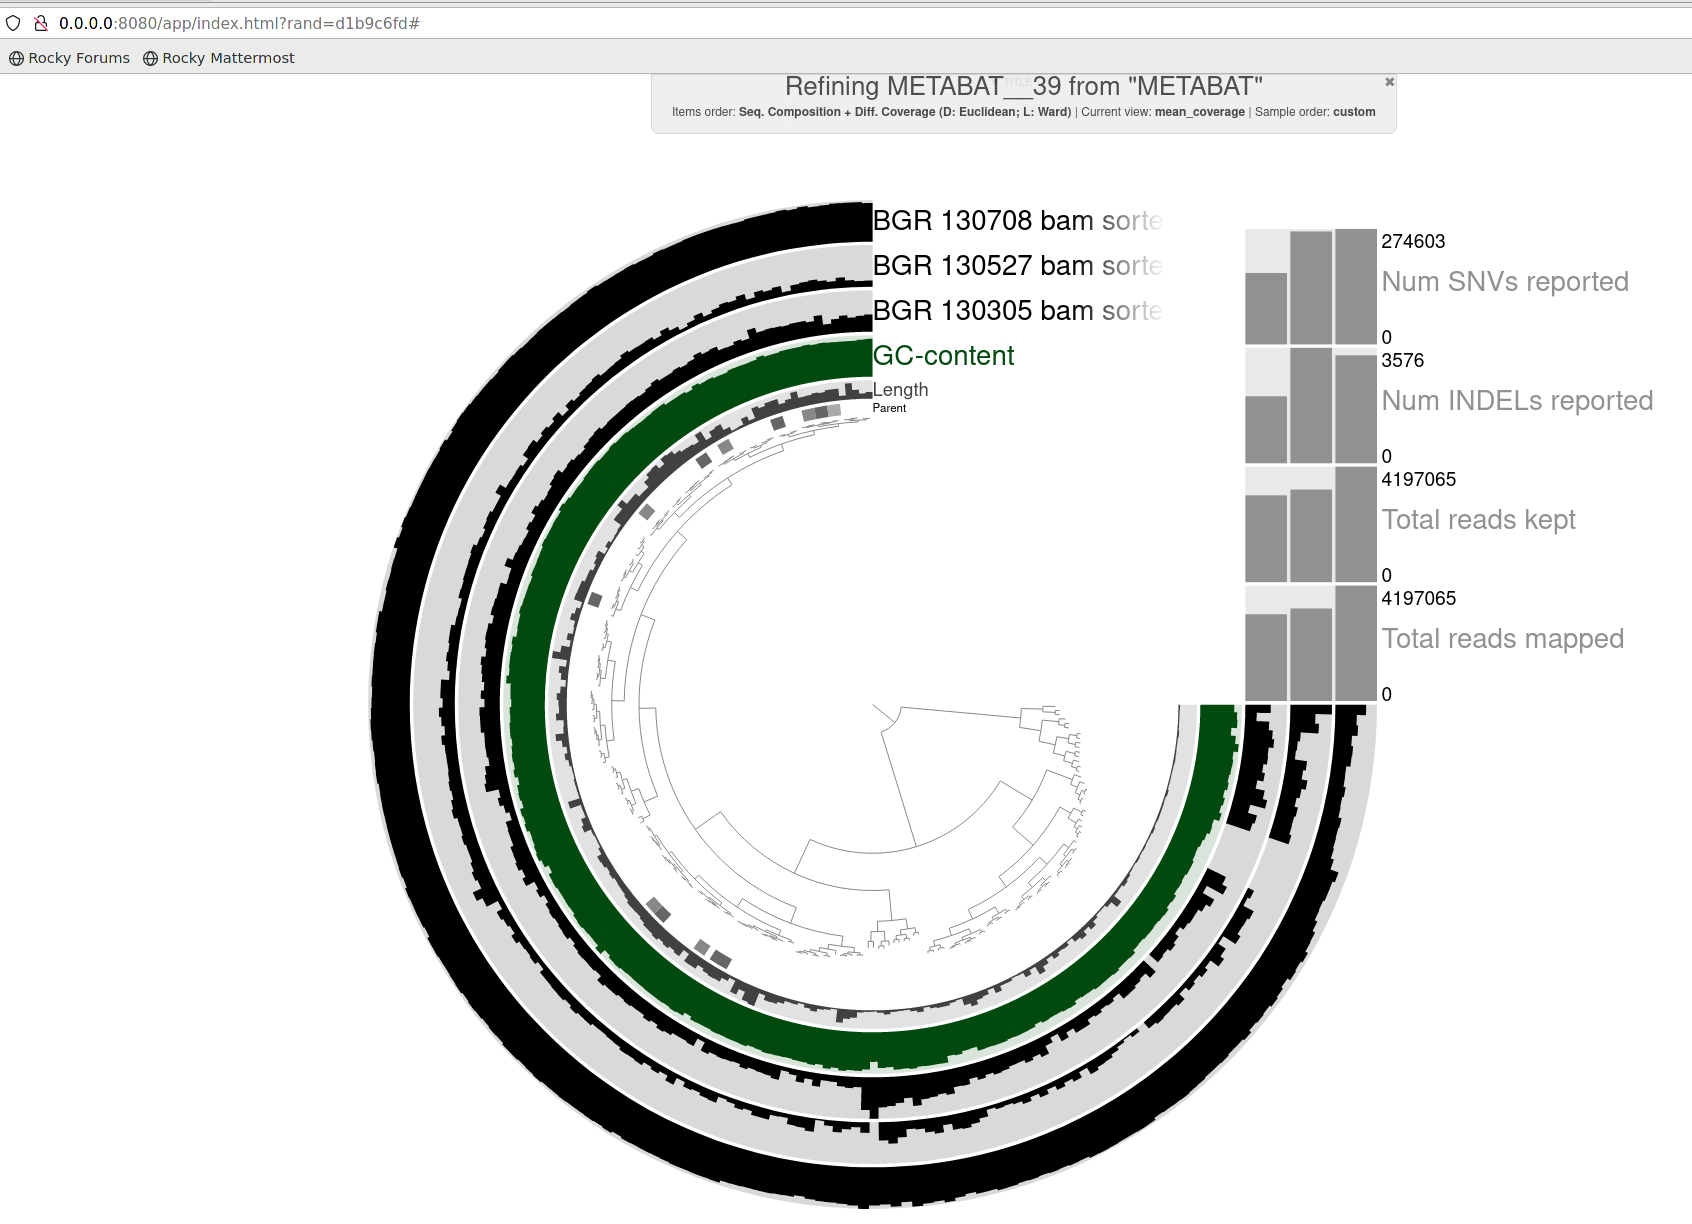 0.0.0.0:8080/app/index.html?rand=d1b9c6fd#
Rocky Forums Rocky Mattermost
Refining METABAT__39 from "METABAT"
Items order: Seq. Composition + Diff. Coverage (D: Euclidean; L: Ward) | Current view: mean_coverage | Sample order: custom
BGR 130708 bam sorte
BGR 130527 bam sorte
BGR 130305 bam sorte
GC-content
Length
Parent
274603
Num SNVs reported
0
3576
Num INDELs reported
0
4197065
Total reads kept
0
4197065
Total reads mapped
0